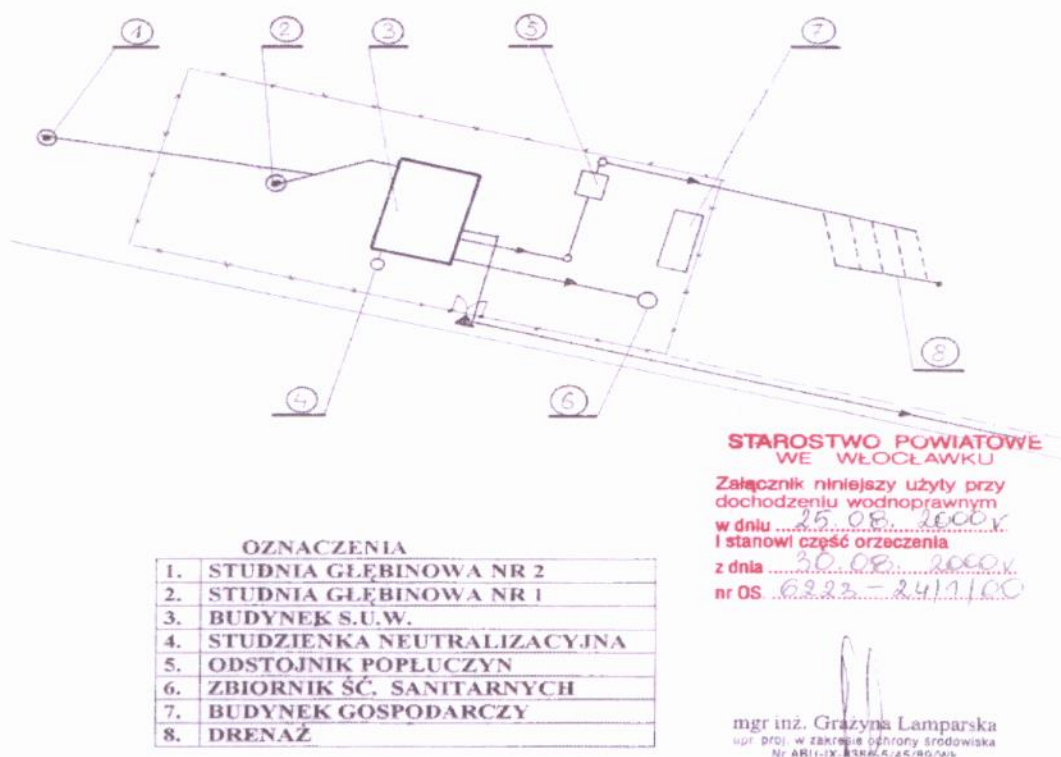 1
2
3
5
7
4
6
8
STAROSTWO POWIATOWE
WE WŁOCŁAWKU
Załącznik niniejszy użyty przy
dochodzeniu wodnoprawnym
w dniu 25. 08. 2000 r
i stanowi część orzeczenia
z dnia 30. 08. 2000 r
nr OS 6223 - 24/1/00
OZNACZENIA
1. STUDNIA GŁĘBINOWA NR 2
2. STUDNIA GŁĘBINOWA NR 1
3. BUDYNEK S.U.W.
4. STUDZIENKA NEUTRALIZACYJNA
5. ODSTOJNIK POPŁUCZYN
6. ZBIORNIK ŚĆ. SANITARNYCH
7. BUDYNEK GOSPODARCZY
8. DRENAŻ
mgr inż. Grażyna Lamparska
upr. proj. w zakresie ochrony środowiska